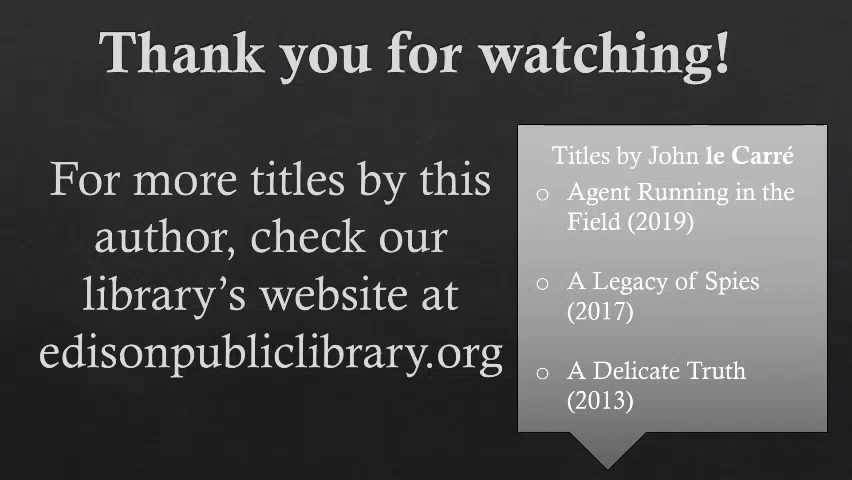 Thank you for watching!
For more titles by this
author, check our
library's website at
edisonpubliclibrary.org
Titles by John le Carré
o Agent Running in the
Field (2019)
o A Legacy of Spies
(2017)
o A Delicate Truth
(2013)